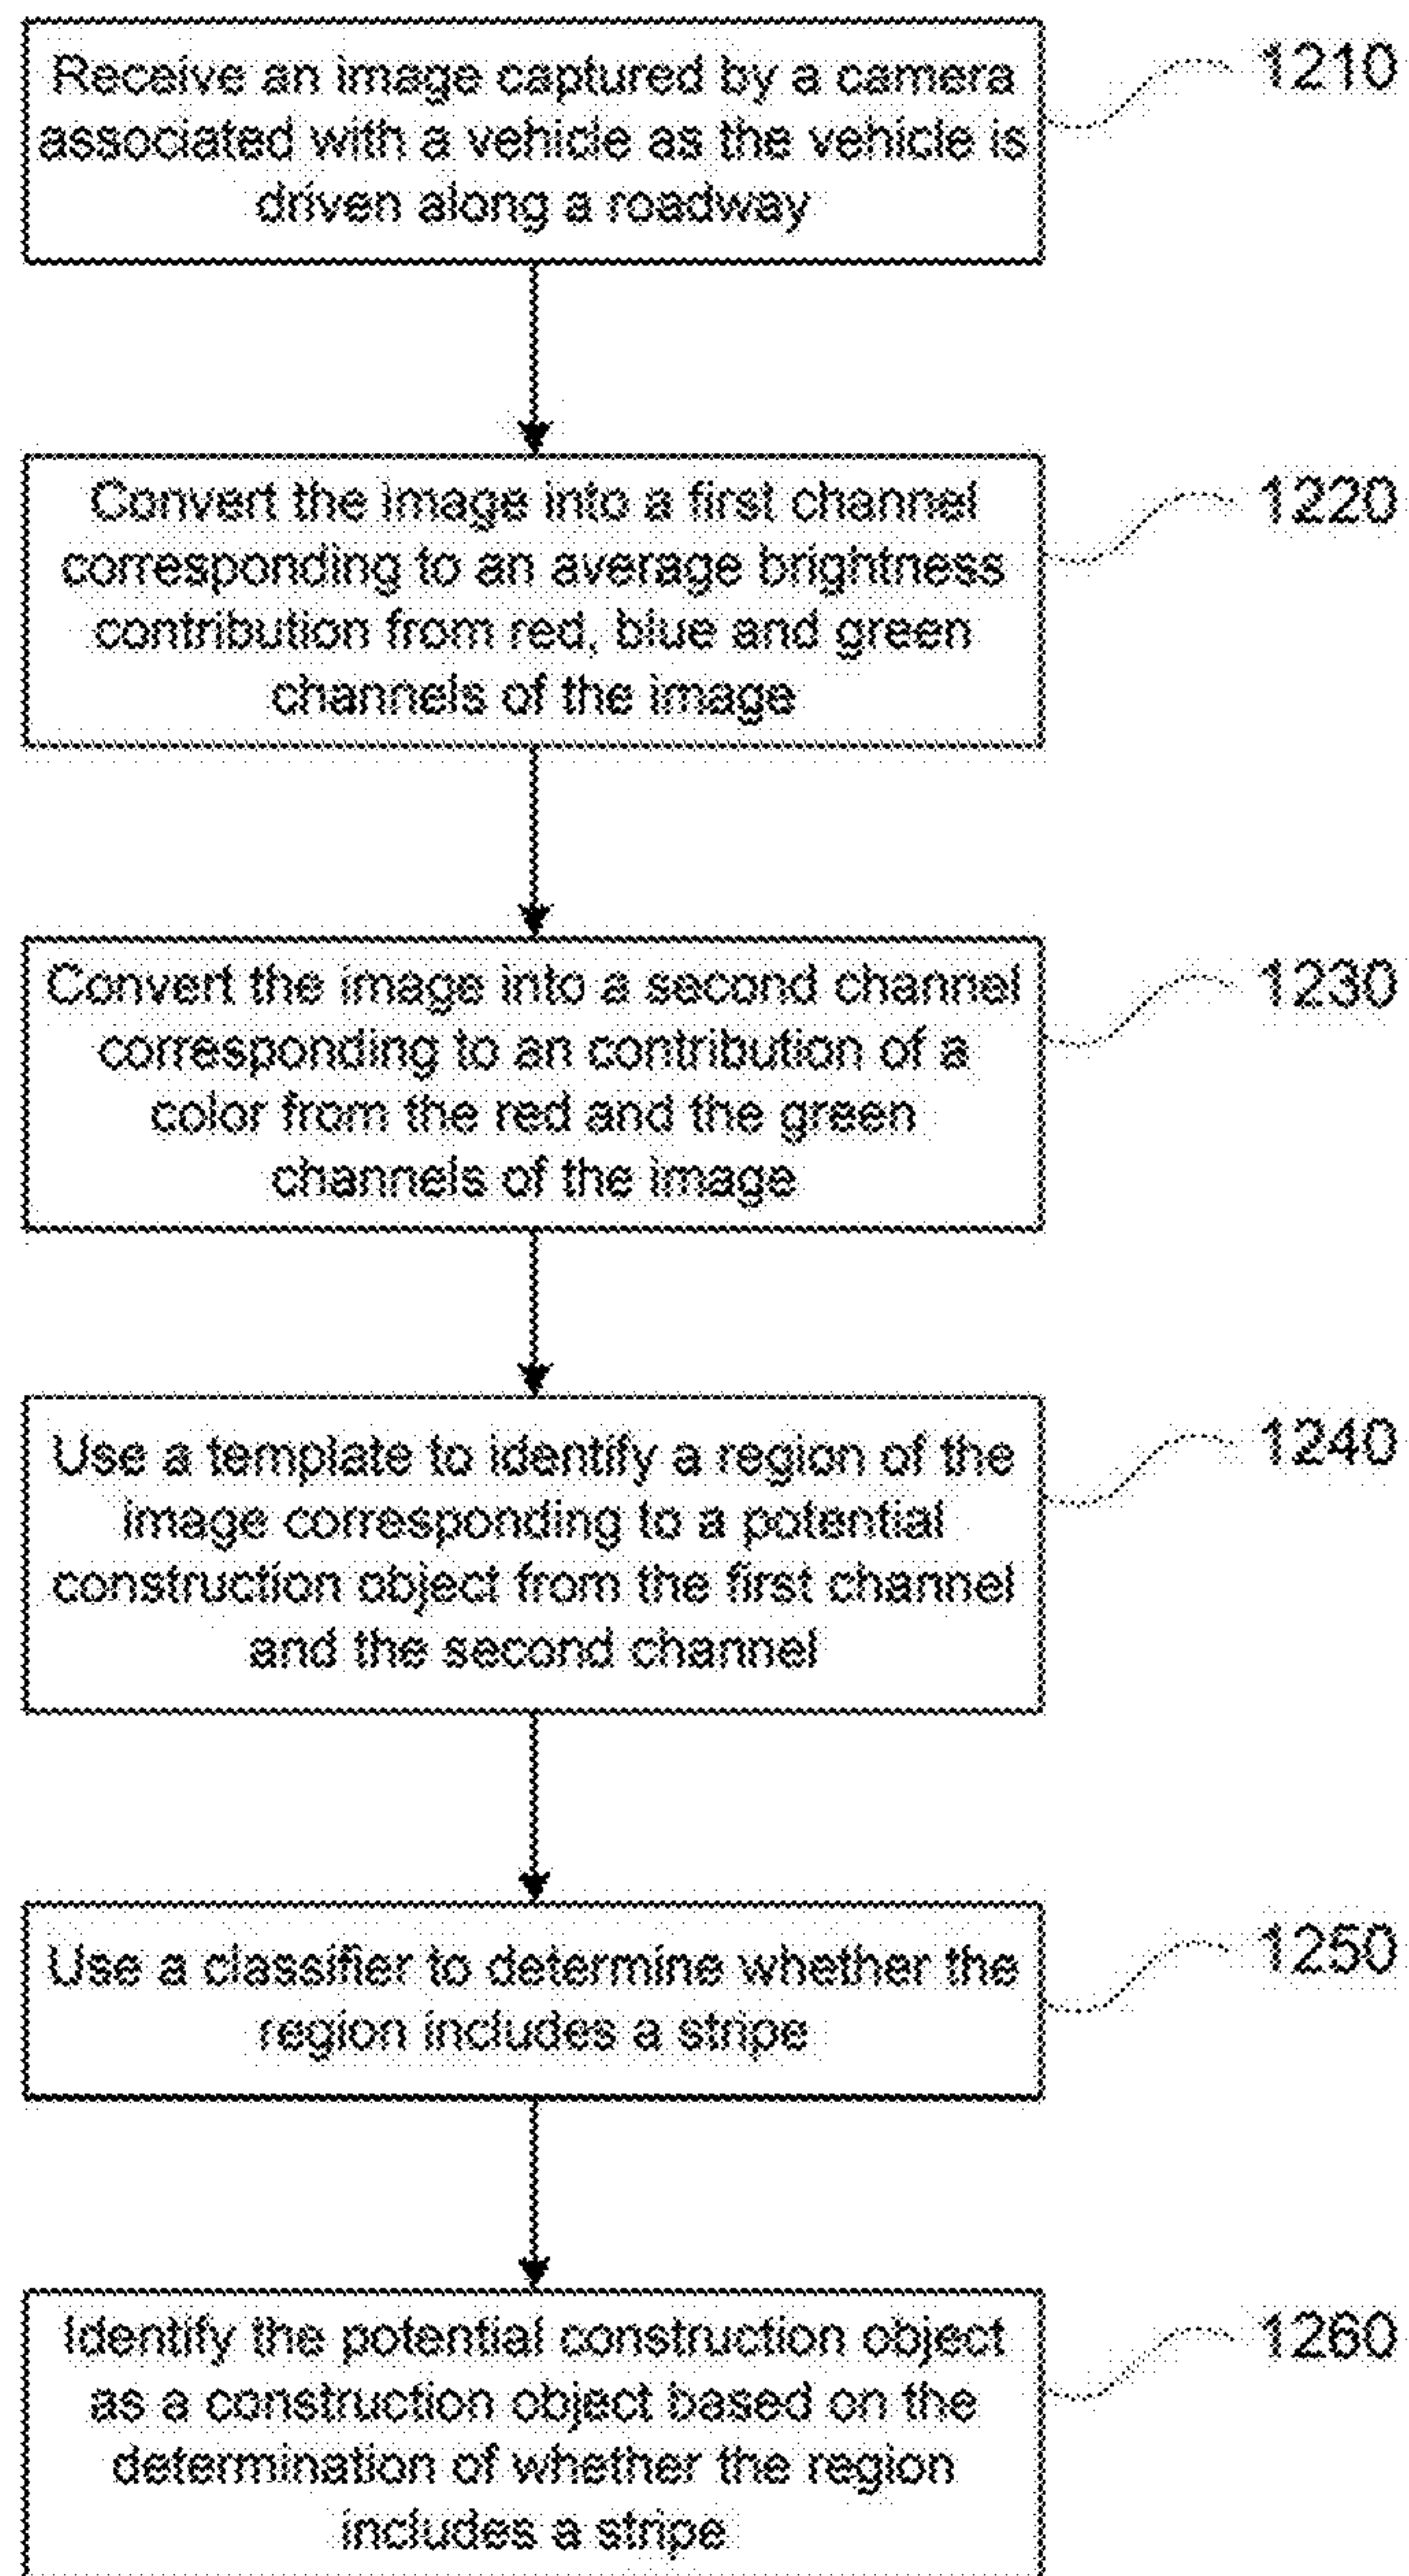 Receive an image captured by a camera
associated with a vehicle as the vehicle is
driven along a roadway
1210
Convert the image into a first channel
corresponding to an average brightness
contribution from red, blue and green
channels of the image
1220
Convert the image into a second channel
corresponding to an contribution of a
color from the red and the green
channels of the image
1230
Use a template to identify a region of the
image corresponding to a potential
construction object from the first channel
and the second channel
1240
Use a classifier to determine whether the
region includes a stripe
1250
Identify the potential construction object
as a construction object based on the
determination of whether the region
includes a stripe
1260